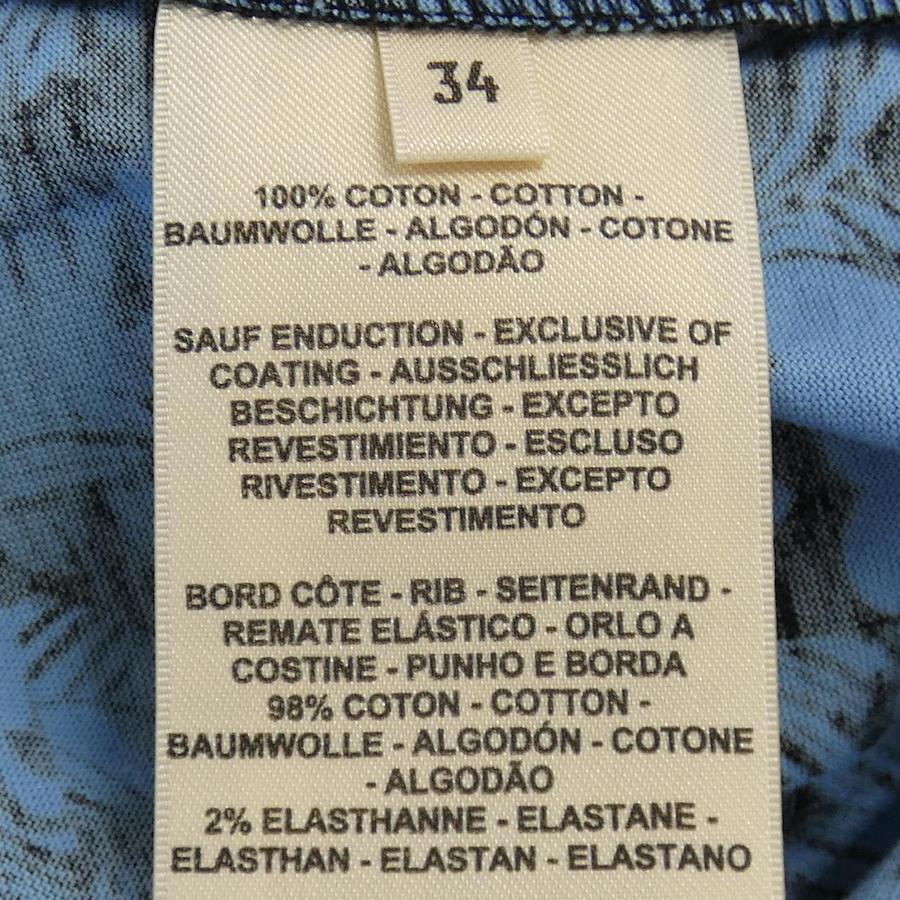 34
100% COTON - COTTON -
BAUMWOLLE - ALGODÓN - COTONE
- ALGODÃO
SAUF ENDUCTION - EXCLUSIVE OF
COATING - AUSSCHLIESSLICH
BESCHICHTUNG - EXCEPTO
REVESTIMIENTO - ESCLUSO
RIVESTIMENTO - EXCEPTO
REVESTIMENTO
BORD CÔTE - RIB - SEITENRAND -
REMATE ELÁSTICO - ORLO A
COSTINE - PUNHO E BORDA
98% COTON - COTTON -
BAUMWOLLE - ALGODÓN - COTONE
- ALGODÃO
2% ELASTHANNE - ELASTANE -
ELASTHAN - ELASTAN - ELASTANO